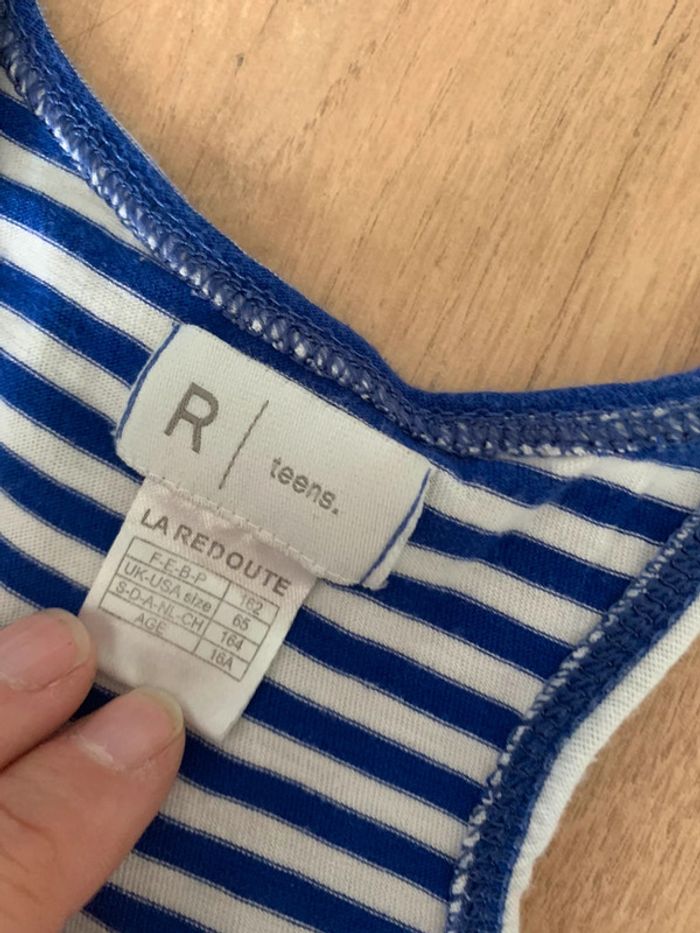 R / teens.
LA REDOUTE
F-E-B-P 162
UK-USA size 65
S-D-A-NL-CH 164
AGE 16A